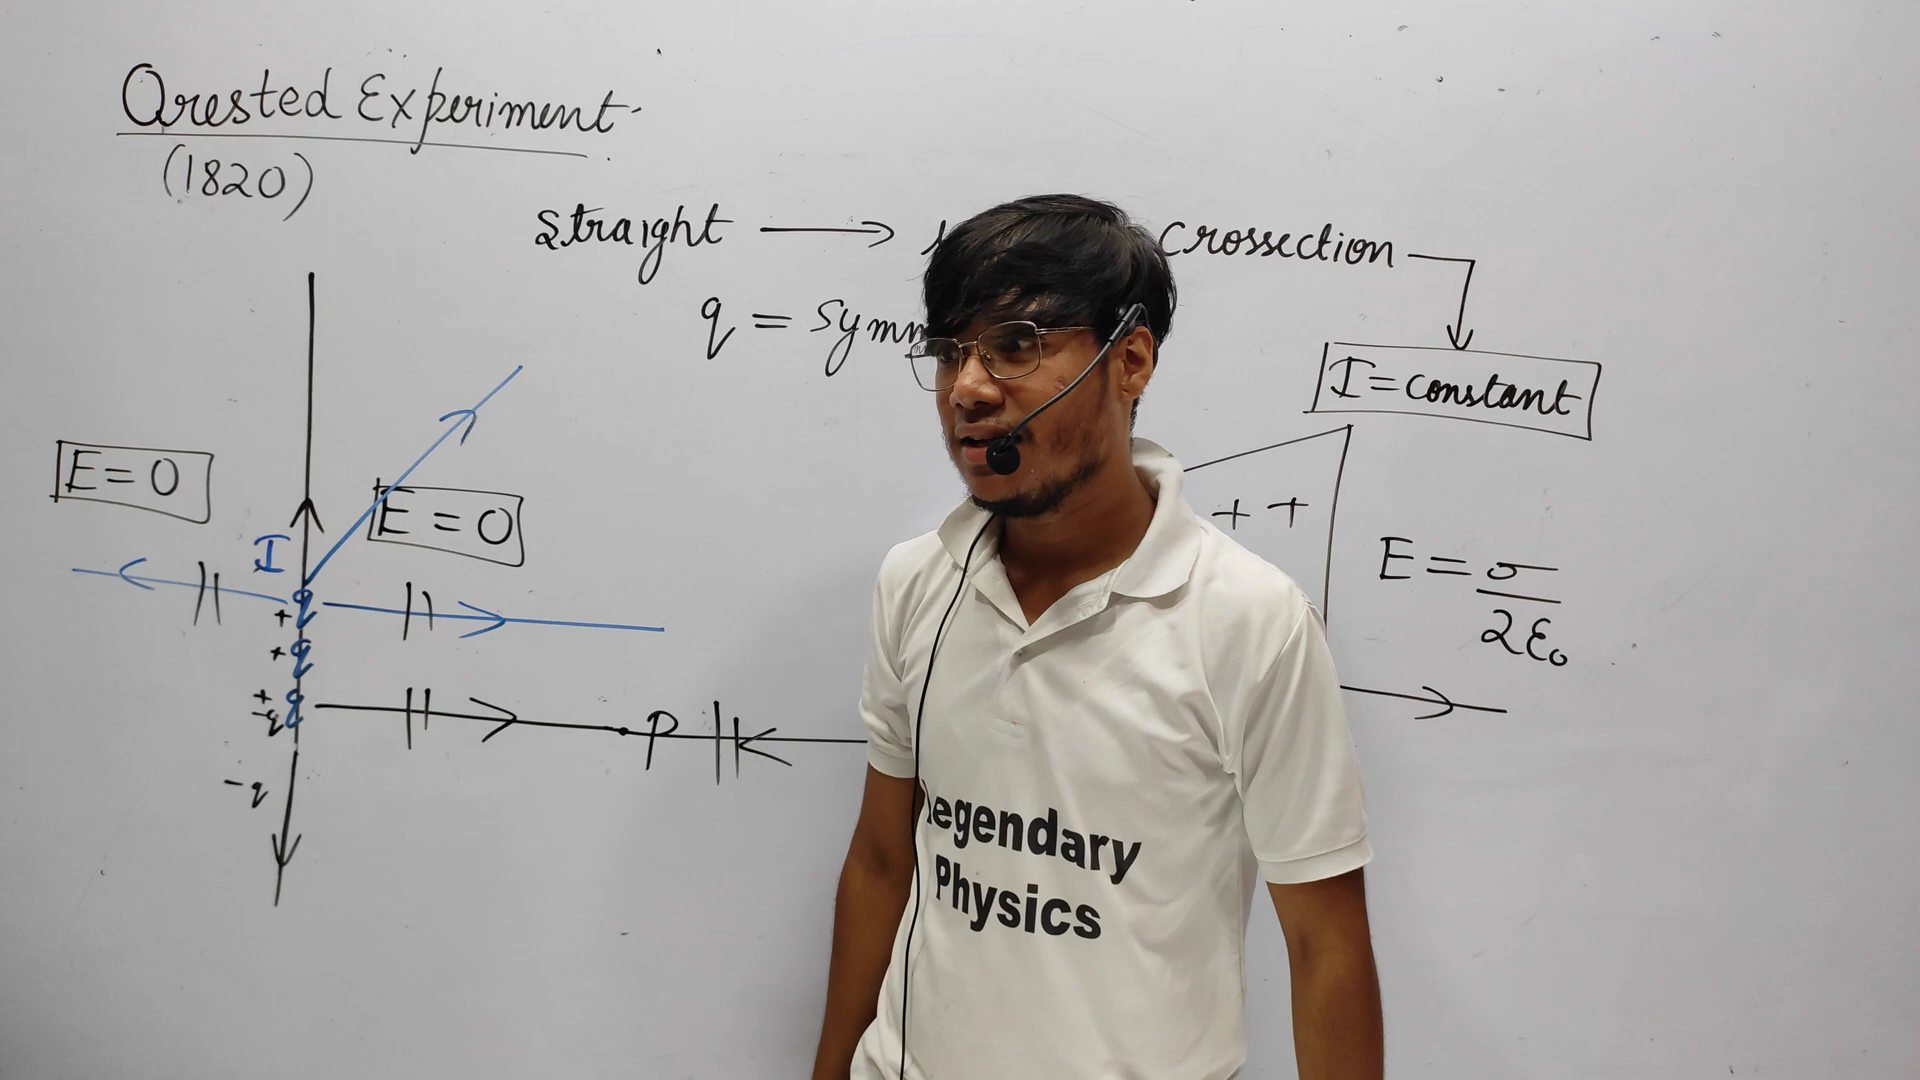 Orested Experiment
(1820)
Straight → crossection
q = Symm
I = constant
E = 0
E = 0
I
+ +
E = σ / 2ε₀
+ q
+ q
+ q
-q
P
-q
Legendary
Physics